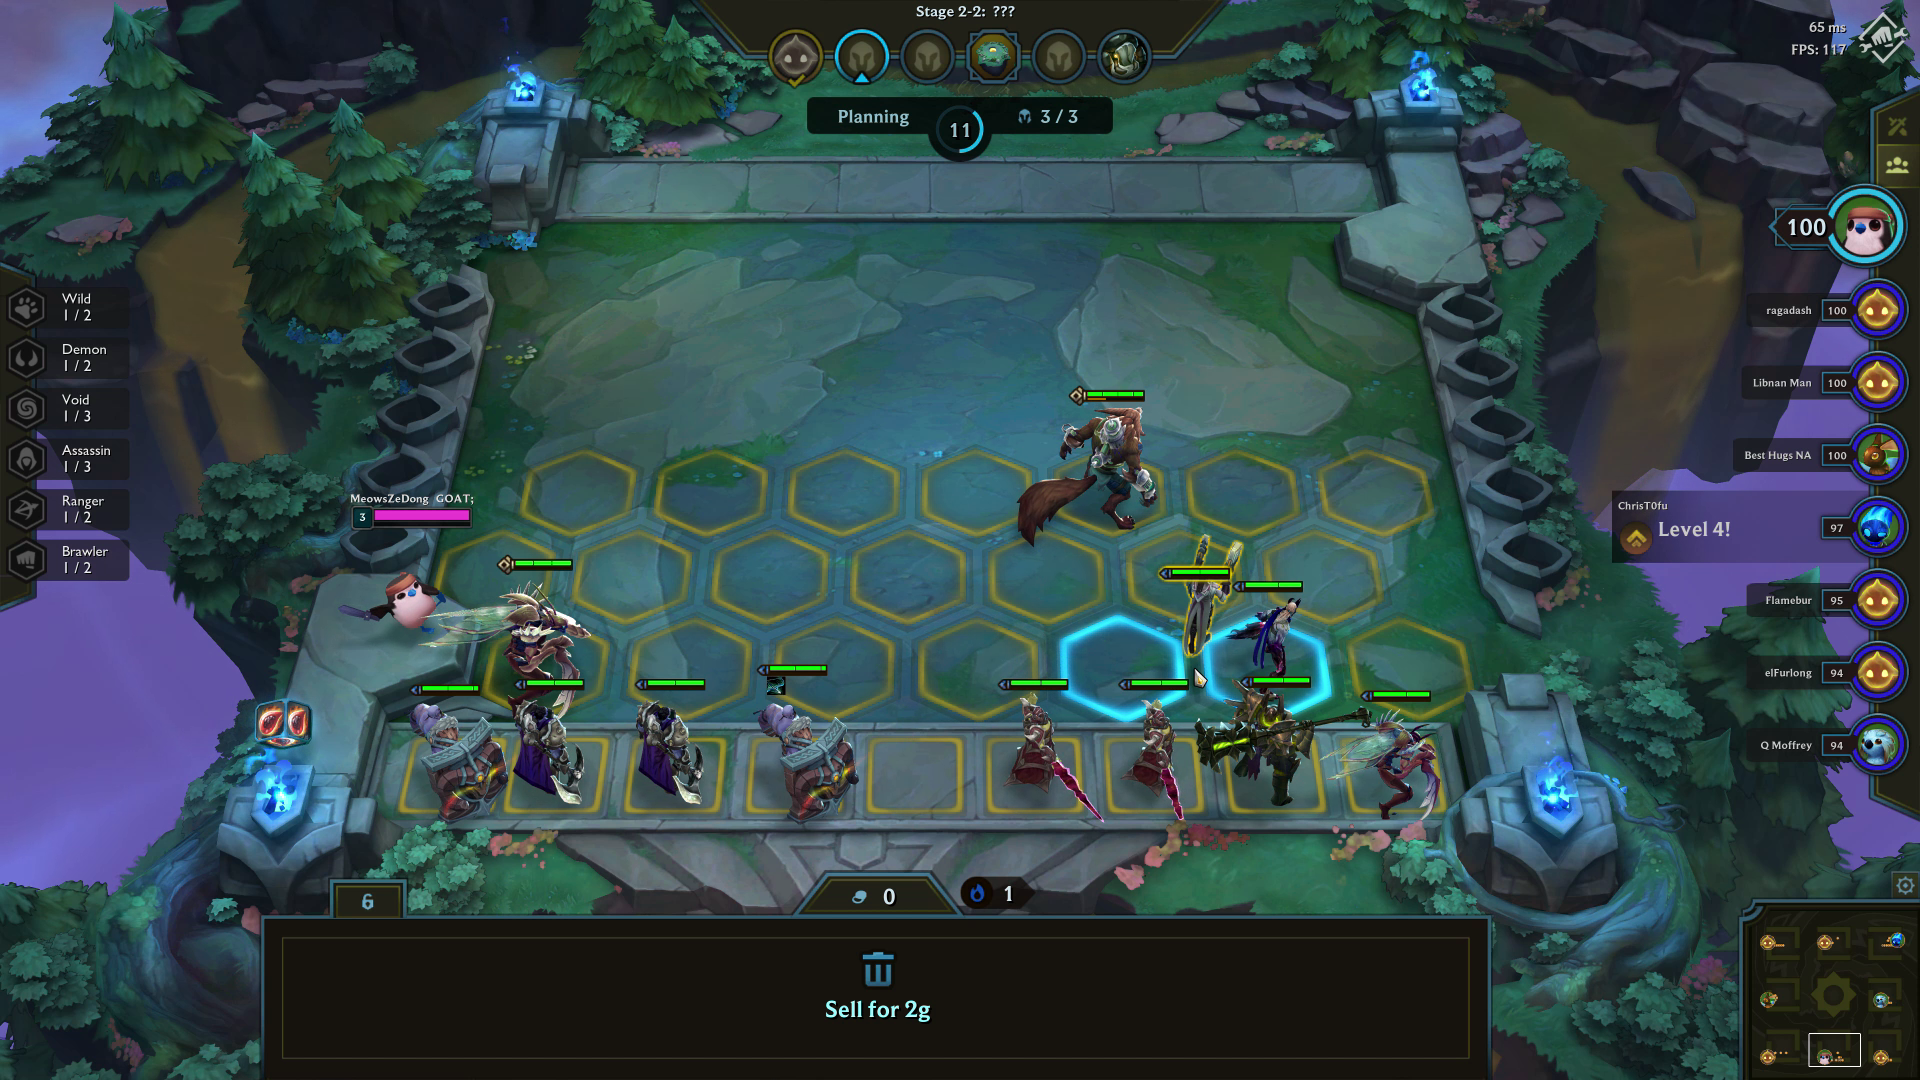 Stage 2-2: ???
65 ms
FPS: 117
Planning
11
3 / 3
100
Wild
1 / 2
Demon
1 / 2
Void
1 / 3
Assassin
1 / 3
Ranger
1 / 2
Brawler
1 / 2
MeowsZeDong GOAT;
3
ragadash
100
Libnan Man
100
Best Hugs NA
100
ChrisT0fu
Level 4!
97
Flamebur
95
elFurlong
94
Q Moffrey
94
6
0
1
Sell for 2g